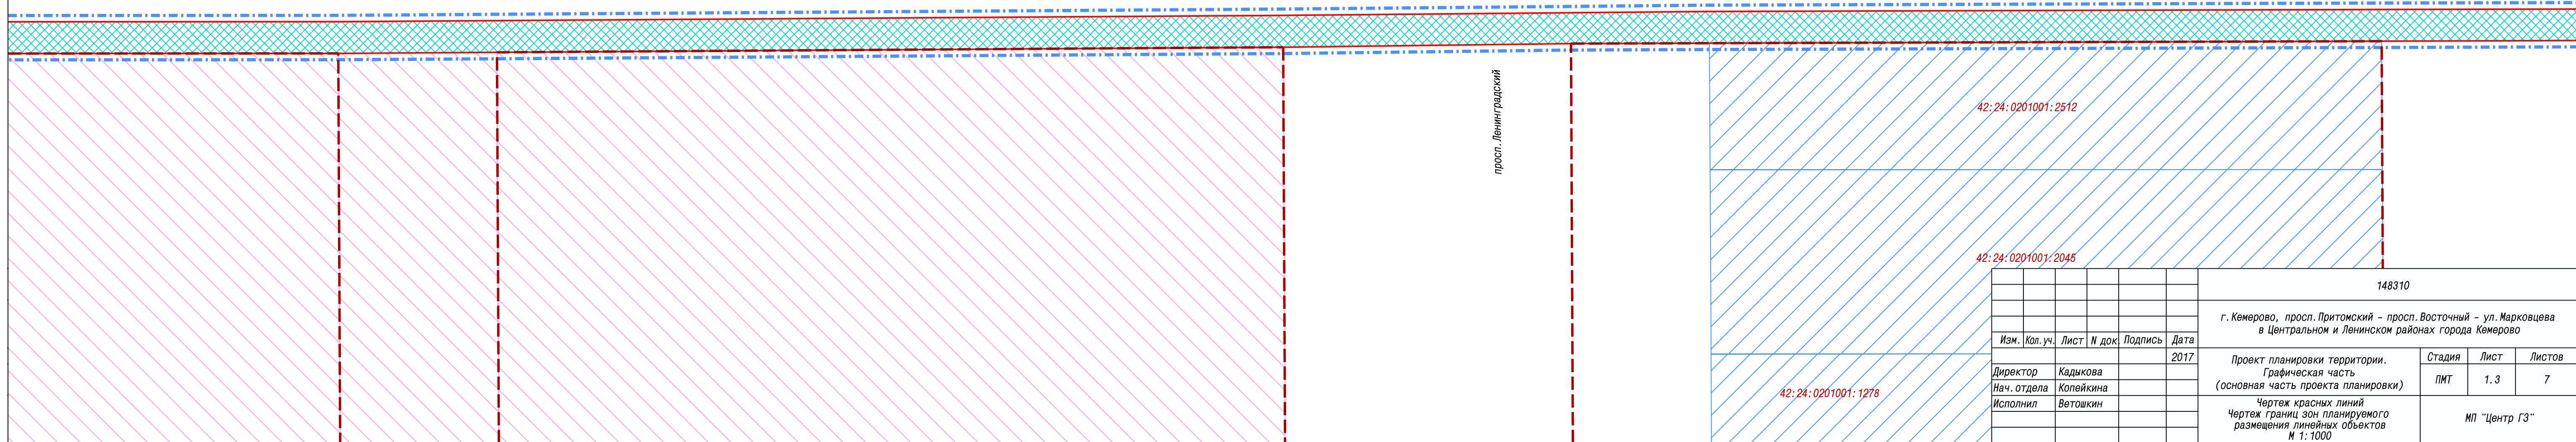 просп.Ленинградский
42:24:0201001:2512
42:24:0201001:2045
42:24:0201001:1278
148310
г.Кемерово, просп.Притомский - просп.Восточный - ул.Марковцева
в Центральном и Ленинском районах города Кемерово
Изм. Кол.уч. Лист N док. Подпись Дата
2017
Проект планировки территории.
Графическая часть
(основная часть проекта планировки)
Стадия Лист Листов
ПМТ 1.3 7
Директор Кадыкова
Нач.отдела Копейкина
Исполнил Ветошкин
Чертеж красных линий
Чертеж границ зон планируемого
размещения линейных объектов
М 1:1000
МП "Центр ГЗ"